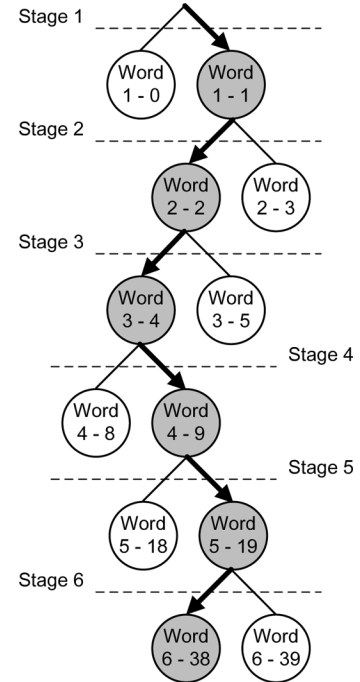 Stage 1
Word
1 - 0
Word
1 - 1
Stage 2
Word
2 - 2
Word
2 - 3
Stage 3
Word
3 - 4
Word
3 - 5
Stage 4
Word
4 - 8
Word
4 - 9
Stage 5
Word
5 - 18
Word
5 - 19
Stage 6
Word
6 - 38
Word
6 - 39